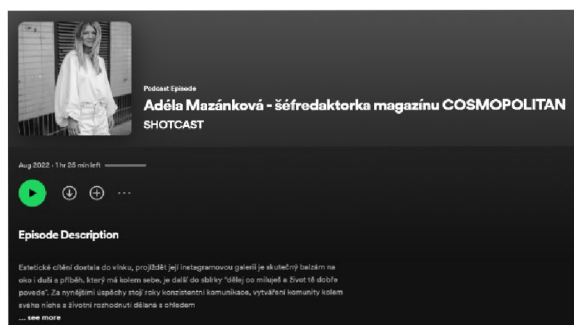 Podcast Episode
Adéla Mazánková - šéfredaktorka magazínu COSMOPOLITAN
SHOTCAST
Aug 2022 · 1 hr 25 min left
Episode Description
Estetické cítění dostala do vínku, projíždět její instagramovou galerii je skutečný balzám na
oko i duši a příběh, který má kolem sebe, je další do sbírky "dělej co miluješ a život tě dobře
povede". Za nynějšími úspěchy stojí roky konzistentní komunikace, vytváření komunity kolem
svého nicha a životní rozhodnutí dělaná s ohledem
... see more